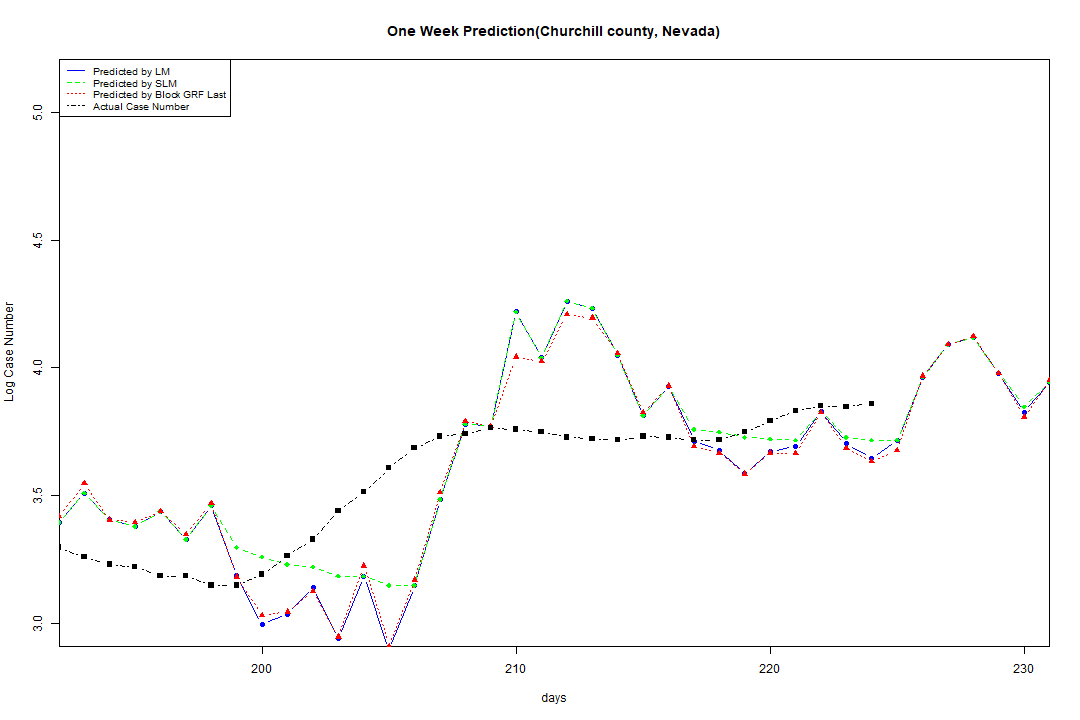 One Week Prediction(Churchill county, Nevada)
Predicted by LM
Predicted by SLM
Predicted by Block GRF Last
Actual Case Number
5.0
4.5
4.0
3.5
3.0
Log Case Number
200 210 220 230
days